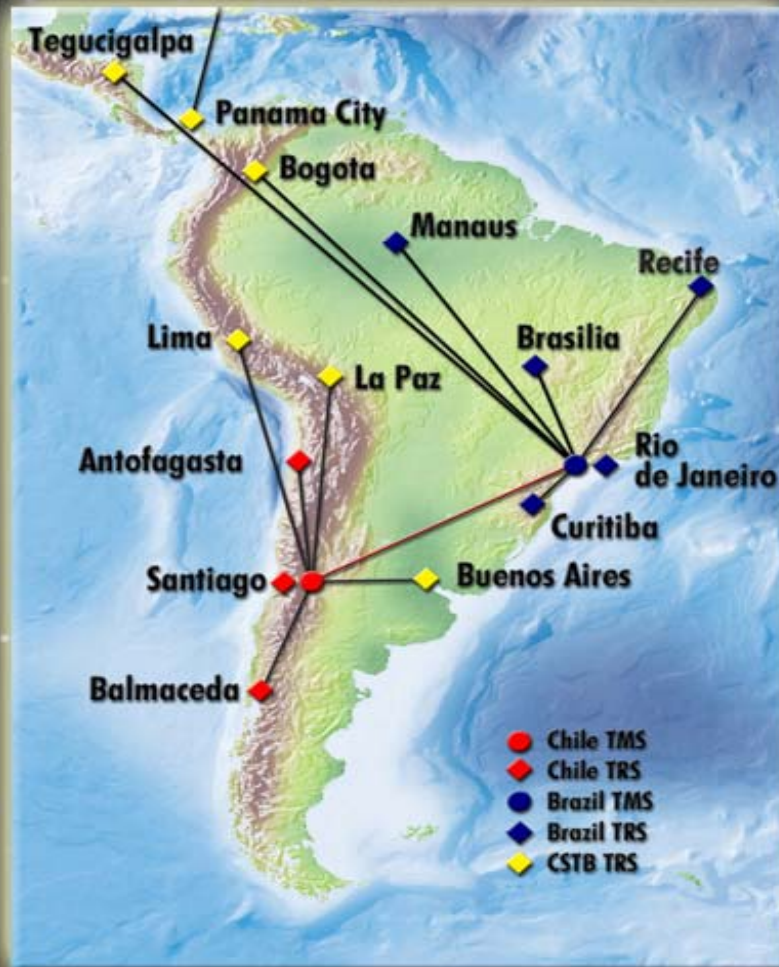 Tegucigalpa
Panama City
Bogota
Manaus
Recife
Lima
Brasilia
La Paz
Antofagasta
Rio
de Janeiro
Curitiba
Santiago
Buenos Aires
Balmaceda
Chile TMS
Chile TRS
Brazil TMS
Brazil TRS
CSTB TRS